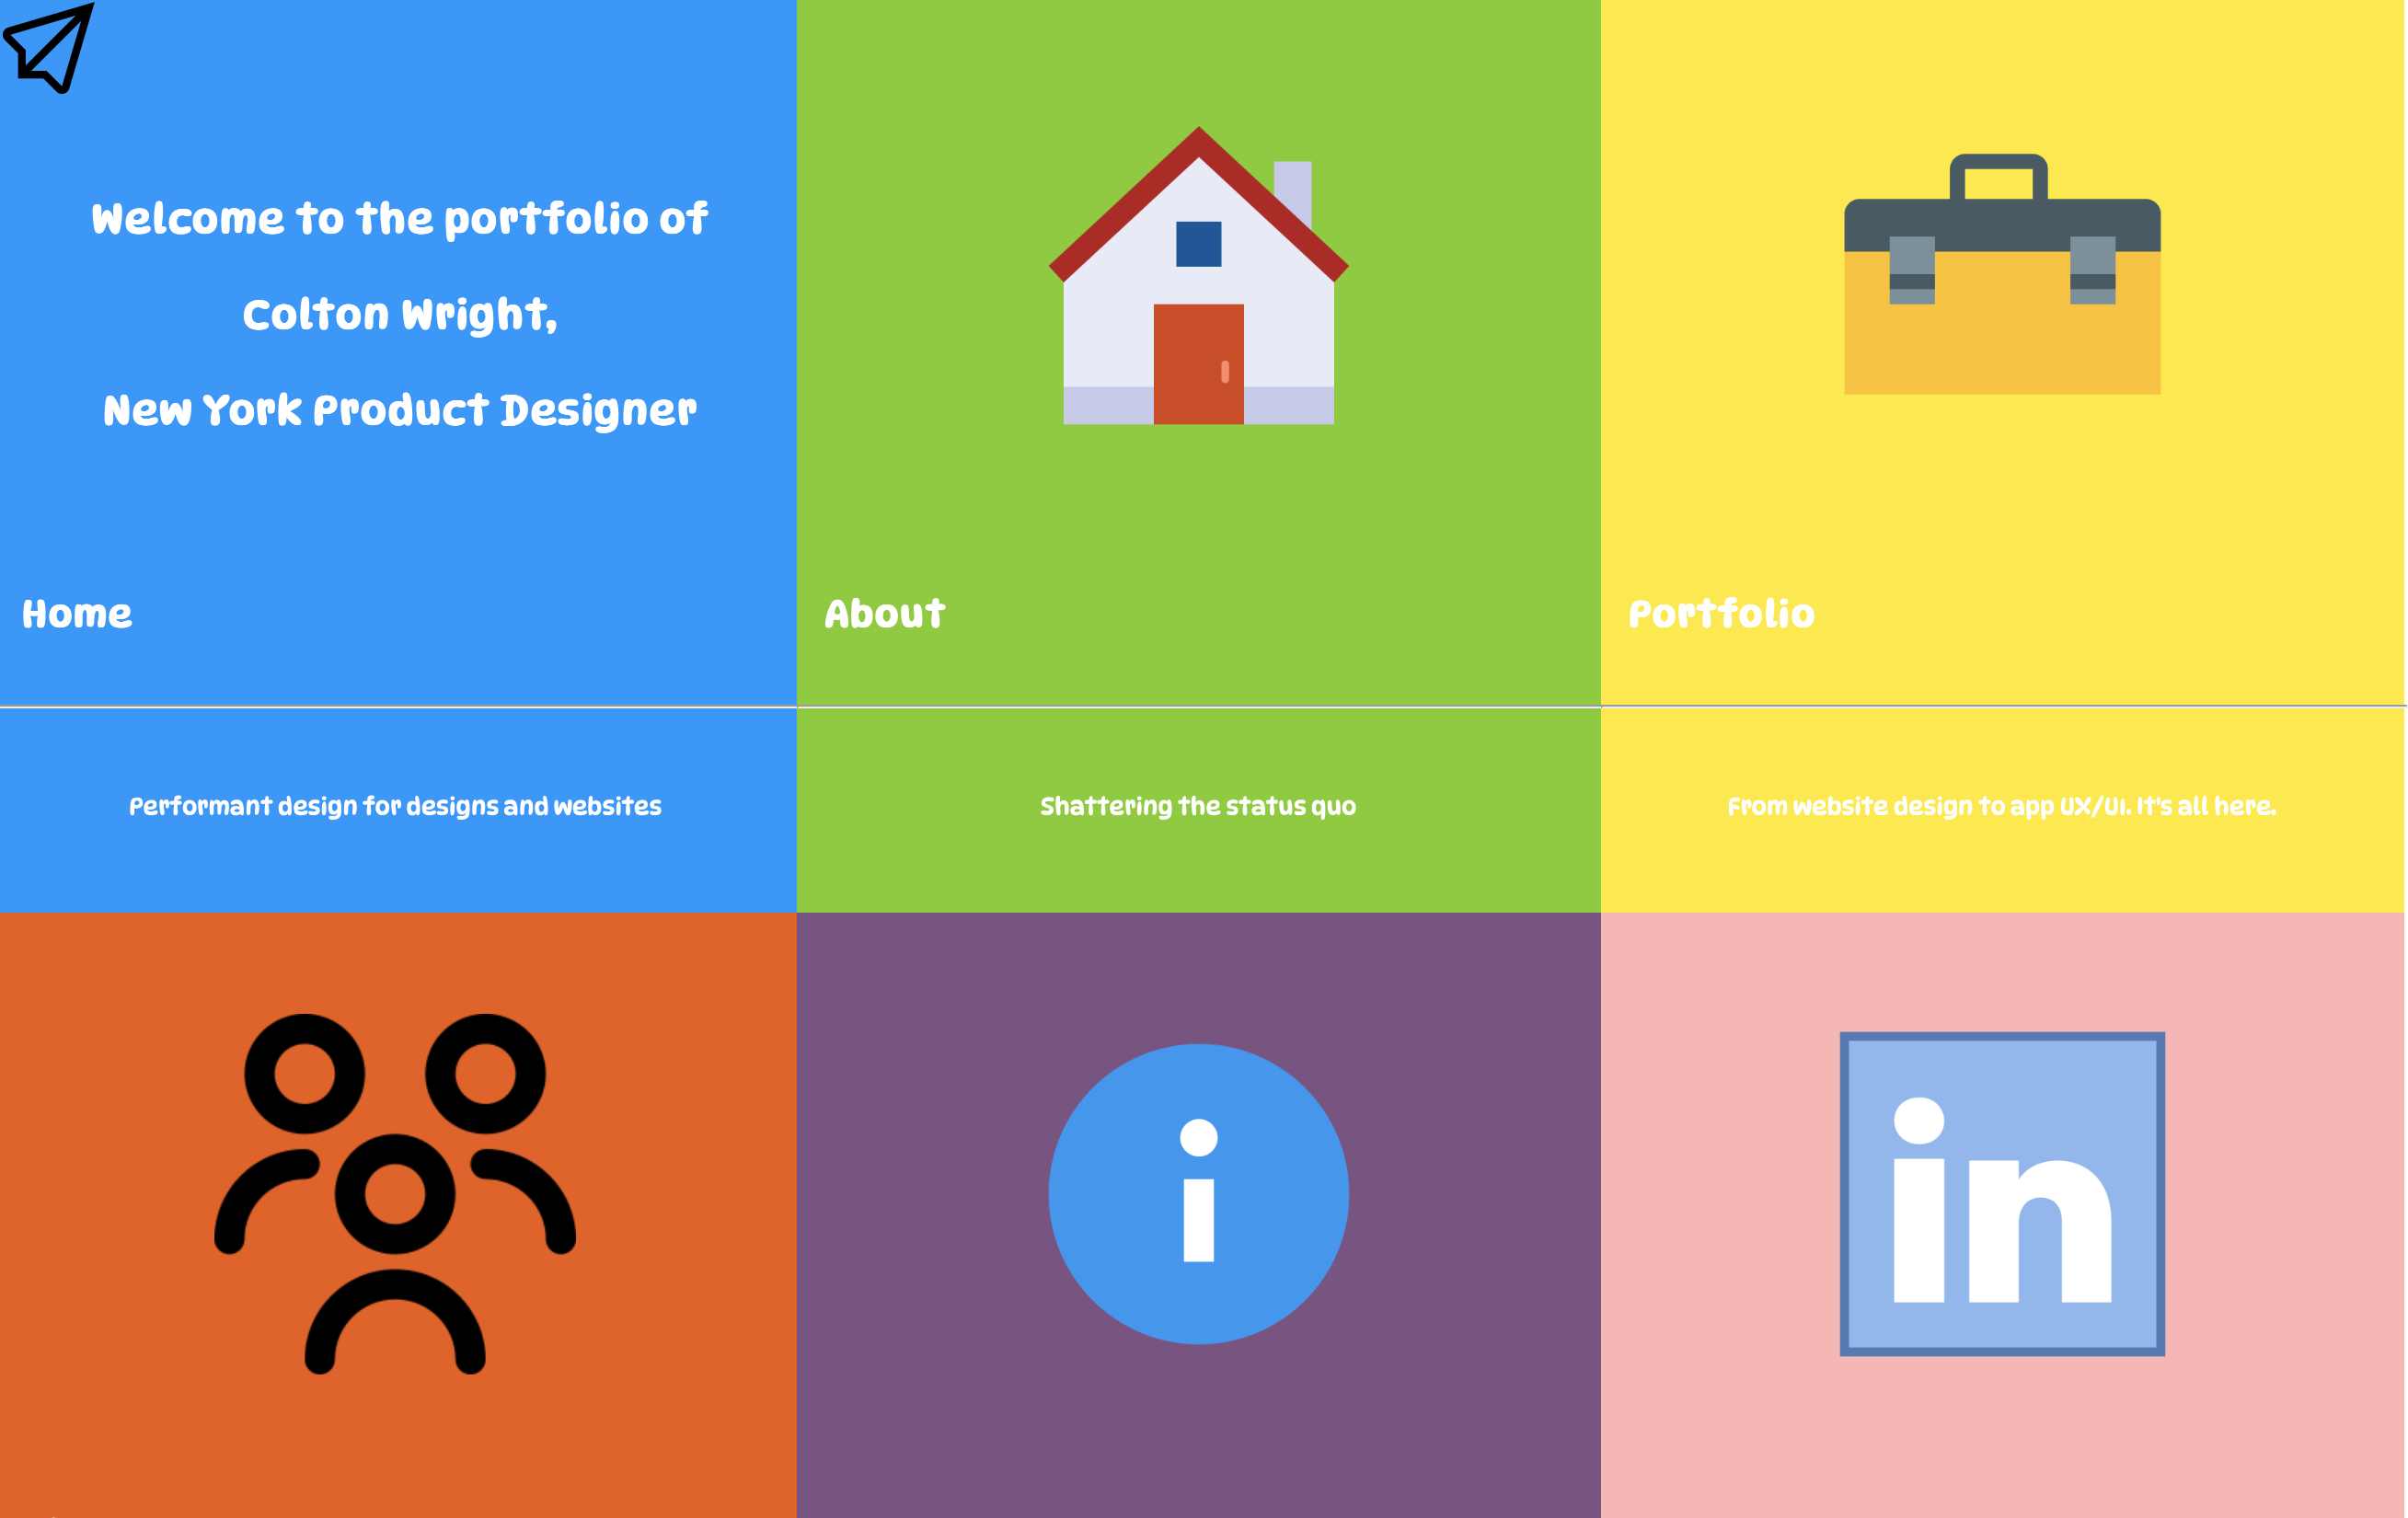 Welcome to the portfolio of
Colton Wright,
New York Product Designer
Home
About
Portfolio
Performant design for designs and websites
Shattering the status quo
From website design to app UX/UI. It's all here.
i
in